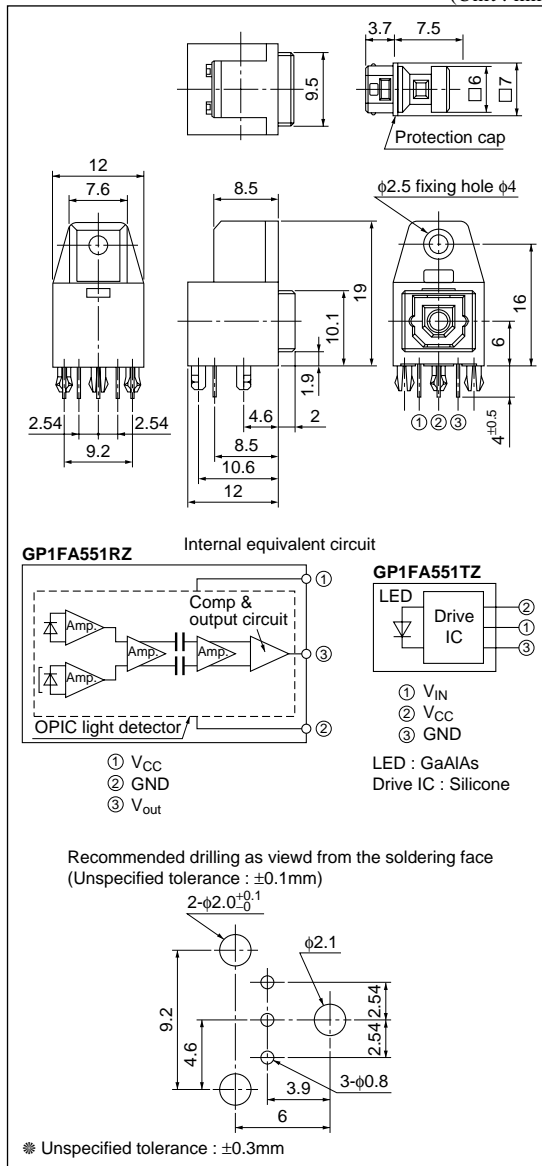 (Unit : mm
3.7
7.5
9.5
□6
□7
Protection cap
12
7.6
8.5
φ2.5 fixing hole φ4
19
10.1
1.9
16
6
4±0.5
2.54
2.54
9.2
4.6
2
8.5
10.6
12
① ② ③
Internal equivalent circuit
GP1FA551RZ
Amp.
Amp.
Amp.
Amp.
Comp &
output circuit
①
③
②
OPIC light detector
① VCC
② GND
③ Vout
GP1FA551TZ
LED
Drive
IC
②
①
③
① VIN
② VCC
③ GND
LED : GaAlAs
Drive IC : Silicone
Recommended drilling as viewd from the soldering face
(Unspecified tolerance : ±0.1mm)
2-φ2.0+0.1 −0
φ2.1
9.2
4.6
2.54
2.54
3-φ0.8
3.9
6
❋ Unspecified tolerance : ±0.3mm